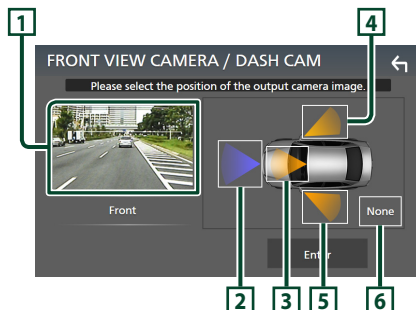 1
4
FRONT VIEW CAMERA / DASH CAM
Please select the position of the output camera image.
Front
None
Enter
2 3 5 6